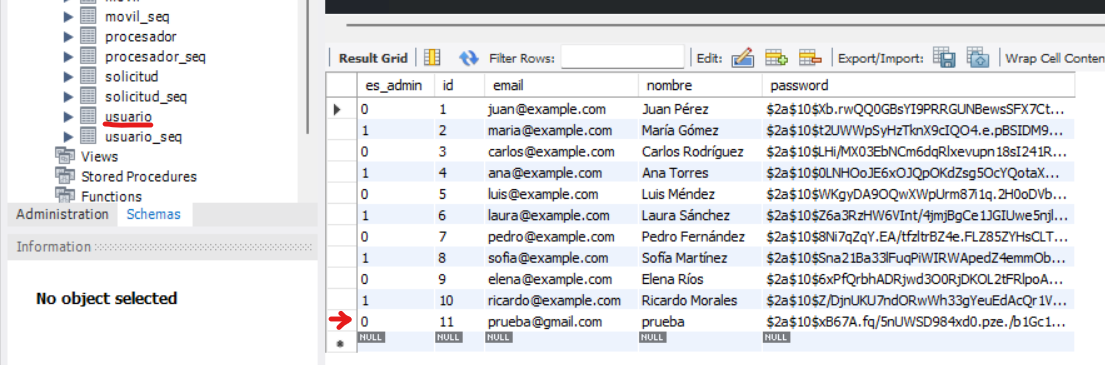 movil_seq
procesador
procesador_seq
solicitud
solicitud_seq
usuario
usuario_seq
Views
Stored Procedures
Functions
Administration Schemas
Information
No object selected
Result Grid Filter Rows: Edit: Export/Import: Wrap Cell Conten
es_admin id email nombre password
0 1 juan@example.com Juan Pérez $2a$10$Xb.rwQQ0GBsYI9PRRGUNBewsSFX7Ct...
1 2 maria@example.com María Gómez $2a$10$t2UWWpSyHzTknX9cIQO4.e.pBSIDM9...
0 3 carlos@example.com Carlos Rodríguez $2a$10$LHi/MX03EbNCm6dqRlxevupn18sI241R...
1 4 ana@example.com Ana Torres $2a$10$0LNHOoJE6xOJQpOKdZsg5OcYQotaX...
0 5 luis@example.com Luis Méndez $2a$10$WKgyDA9OQwXWpUrm87i1q.2H0oDVb...
1 6 laura@example.com Laura Sánchez $2a$10$Z6a3RzHW6VInt/4jmjBgCe1JGIUwe5njl...
0 7 pedro@example.com Pedro Fernández $2a$10$8Ni7qZqY.EA/tfzltrBZ4e.FLZ85ZYHsCLT...
1 8 sofia@example.com Sofía Martínez $2a$10$Sna21Ba33lFuqPiWIRWApedZ4emmOb...
0 9 elena@example.com Elena Ríos $2a$10$6xPfQrbhADRjwd3O0RjDKOL2tFRlpoA...
1 10 ricardo@example.com Ricardo Morales $2a$10$Z/DjnUKU7ndORwWh33gYeuEdAcQr1V...
0 11 prueba@gmail.com prueba $2a$10$xB67A.fq/5nUWSD984xd0.pze./b1Gc1...
NULL NULL NULL NULL NULL